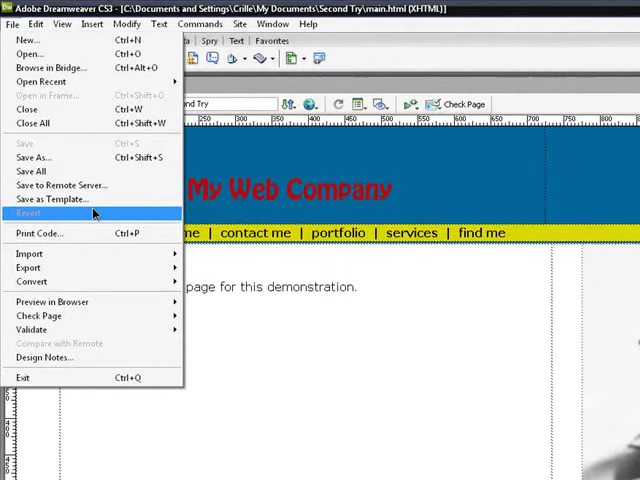 Adobe Dreamweaver CS3 - [C:\Documents and Settings\Crille\My Documents\Second Try\main.html (XHTML)]
File Edit View Insert Modify Text Commands Site Window Help
New... Ctrl+N
Spry Text Favorites
Open... Ctrl+O
Browse in Bridge... Ctrl+Alt+O
Open Recent
Open in Frame... Ctrl+Shift+O
Close Ctrl+W
nd Try Check Page
Close All Ctrl+Shift+W
Save Ctrl+S
Save As... Ctrl+Shift+S
Save All
Save to Remote Server...
My Web Company
Save as Template...
Revert
Print Code... Ctrl+P
me | contact me | portfolio | services | find me
Import
Export
Convert
page for this demonstration.
Preview in Browser
Check Page
Validate
Compare with Remote
Design Notes...
Exit Ctrl+Q